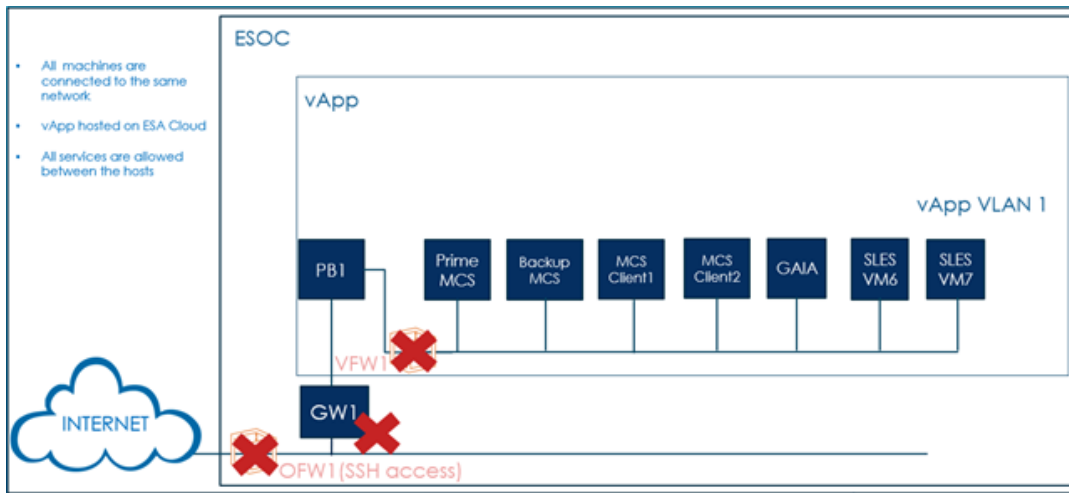 ESOC
• All machines are
connected to the same
network
• vApp hosted on ESA Cloud
• All services are allowed
between the hosts
vApp
vApp VLAN 1
PB1
Prime
MCS
Backup
MCS
MCS
Client1
MCS
Client2
GAIA
SLES
VM6
SLES
VM7
VFW1
GW1
INTERNET
OFW1(SSH access)